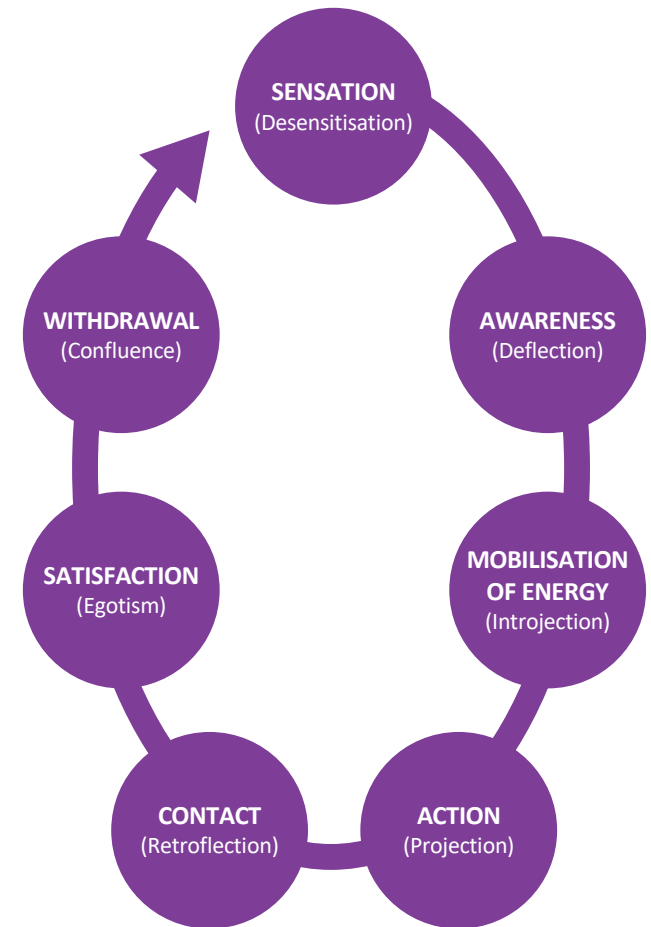 SENSATION
(Desensitisation)
AWARENESS
(Deflection)
MOBILISATION
OF ENERGY
(Introjection)
ACTION
(Projection)
CONTACT
(Retroflection)
SATISFACTION
(Egotism)
WITHDRAWAL
(Confluence)